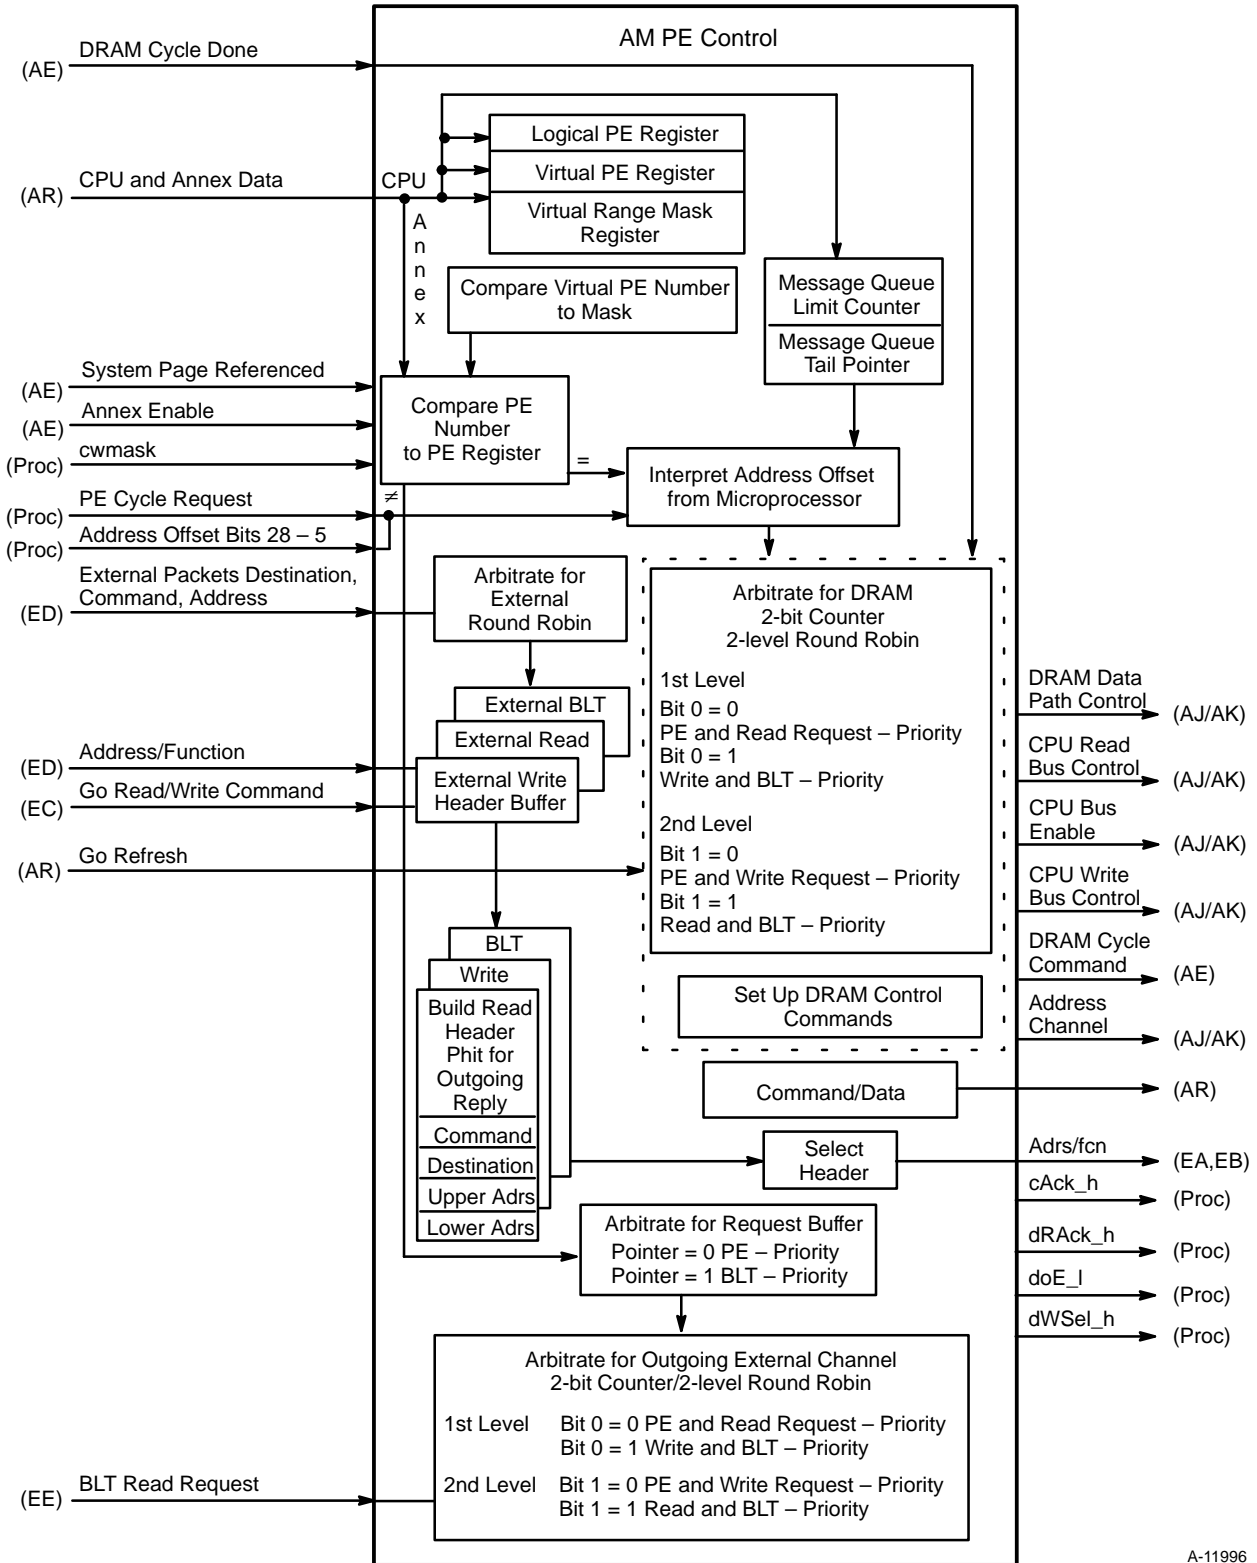 AM PE Control
DRAM Cycle Done
(AE)
Logical PE Register
Virtual PE Register
Virtual Range Mask
Register
CPU and Annex Data
CPU
(AR)
Annex
Compare Virtual PE Number
to Mask
Message Queue
Limit Counter
Message Queue
Tail Pointer
System Page Referenced
(AE)
Annex Enable
(AE)
cwmask
(Proc)
PE Cycle Request
(Proc)
Address Offset Bits 28 – 5
(Proc)
Compare PE
Number
to PE Register
=
≠
Interpret Address Offset
from Microprocessor
External Packets Destination,
Command, Address
(ED)
Arbitrate for
External
Round Robin
External BLT
External Read
External Write
Header Buffer
Address/Function
(ED)
Go Read/Write Command
(EC)
Go Refresh
(AR)
Arbitrate for DRAM
2-bit Counter
2-level Round Robin
1st Level
Bit 0 = 0
PE and Read Request – Priority
Bit 0 = 1
Write and BLT – Priority
2nd Level
Bit 1 = 0
PE and Write Request – Priority
Bit 1 = 1
Read and BLT – Priority
Set Up DRAM Control
Commands
DRAM Data
Path Control
(AJ/AK)
CPU Read
Bus Control
(AJ/AK)
CPU Bus
Enable
(AJ/AK)
CPU Write
Bus Control
(AJ/AK)
DRAM Cycle
Command
(AE)
Address
Channel
(AJ/AK)
BLT
Write
Build Read
Header
Phit for
Outgoing
Reply
Command
Destination
Upper Adrs
Lower Adrs
Command/Data
(AR)
Select
Header
Adrs/fcn
(EA,EB)
cAck_h
(Proc)
dRAck_h
(Proc)
doE_l
(Proc)
dWSel_h
(Proc)
Arbitrate for Request Buffer
Pointer = 0 PE – Priority
Pointer = 1 BLT – Priority
Arbitrate for Outgoing External Channel
2-bit Counter/2-level Round Robin
1st Level Bit 0 = 0 PE and Read Request – Priority
Bit 0 = 1 Write and BLT – Priority
2nd Level Bit 1 = 0 PE and Write Request – Priority
Bit 1 = 1 Read and BLT – Priority
BLT Read Request
(EE)
A-11996